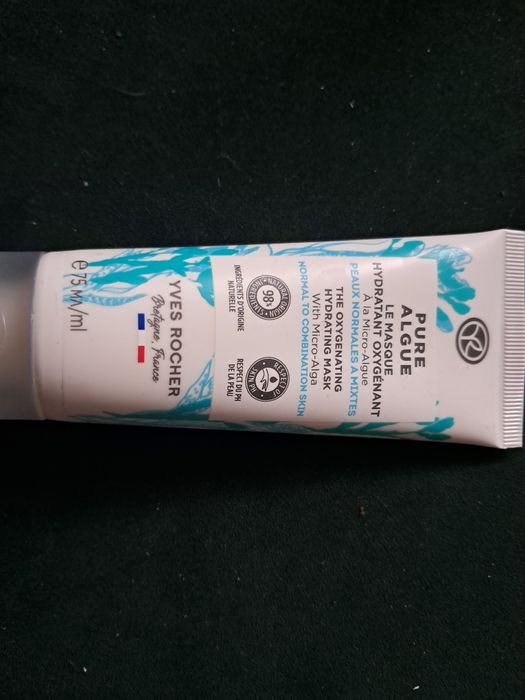 PURE
ALGUE
LE MASQUE
HYDRATANT OXYGÉNANT
À la Micro-Algue
PEAUX NORMALES À MIXTES
THE OXYGENATING
HYDRATING MASK
With Micro-Alga
NORMAL TO COMBINATION SKIN
98%
INGRÉDIENTS D'ORIGINE
NATURELLE
RESPECT DU PH
DE LA PEAU
YVES ROCHER
Bretagne, France
℮75 мл/ml